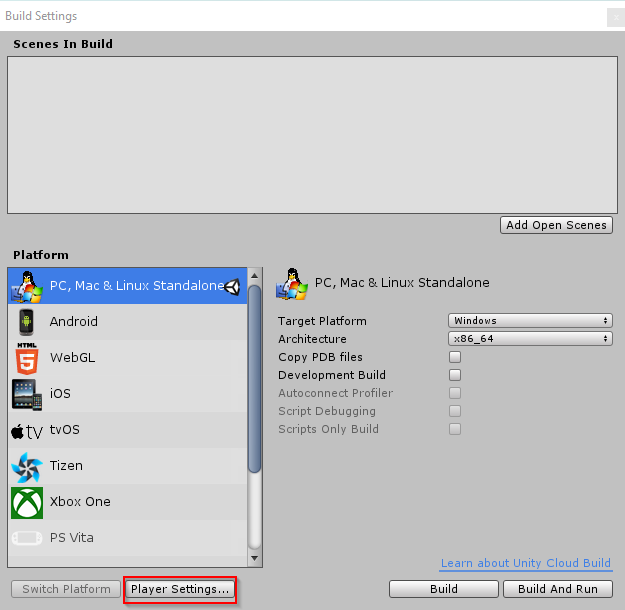 Build Settings
x
Scenes In Build
Add Open Scenes
Platform
PC, Mac & Linux Standalone
Android
HTML
5
WebGL
iOS
tv
tvOS
Tizen
Xbox One
PS Vita
PC, Mac & Linux Standalone
Target Platform Windows
Architecture x86_64
Copy PDB files
Development Build
Autoconnect Profiler
Script Debugging
Scripts Only Build
Learn about Unity Cloud Build
Switch Platform Player Settings... Build Build And Run